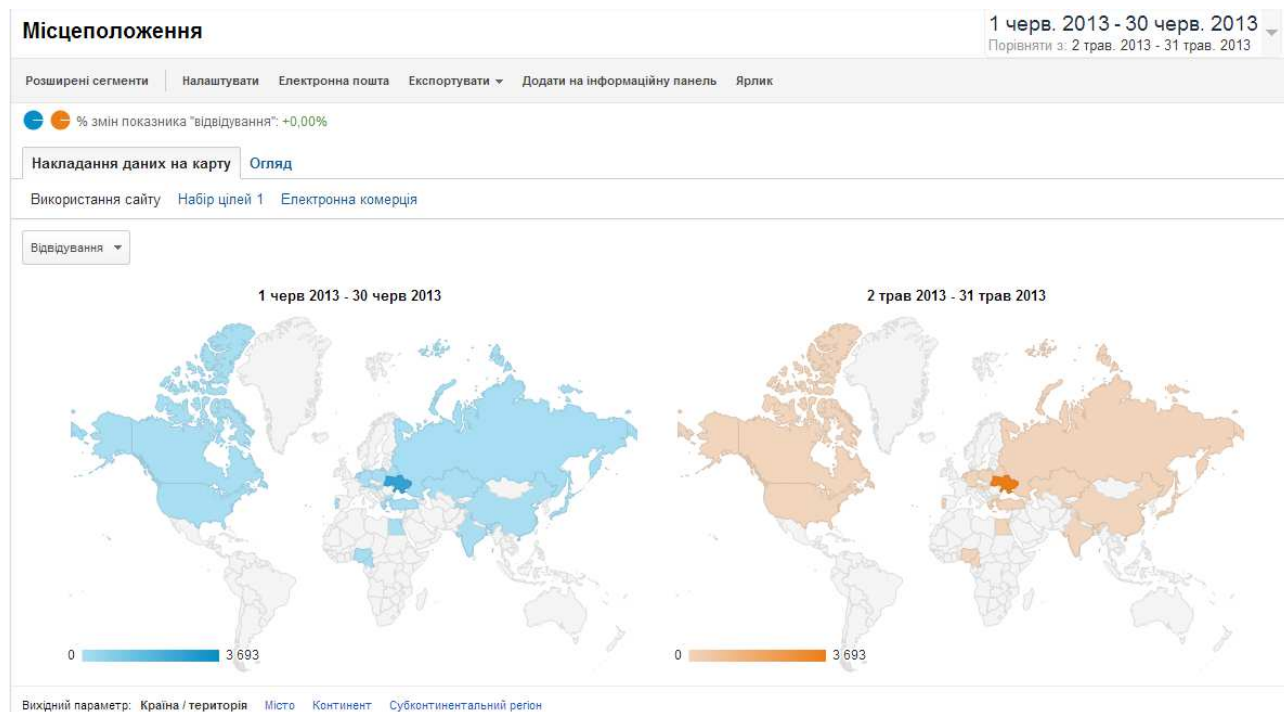 Місцеположення
1 черв. 2013 - 30 черв. 2013
Порівняти з: 2 трав. 2013 - 31 трав. 2013
Розширені сегменти Налаштувати Електронна пошта Експортувати Додати на інформаційну панель Ярлик
% змін показника "відвідування": +0,00%
Накладання даних на карту Огляд
Використання сайту Набір цілей 1 Електронна комерція
Відвідування
1 черв 2013 - 30 черв 2013 2 трав 2013 - 31 трав 2013
0 3 693 0 3 693
Вихідний параметр: Країна / територія Місто Континент Субконтинентальний регіон